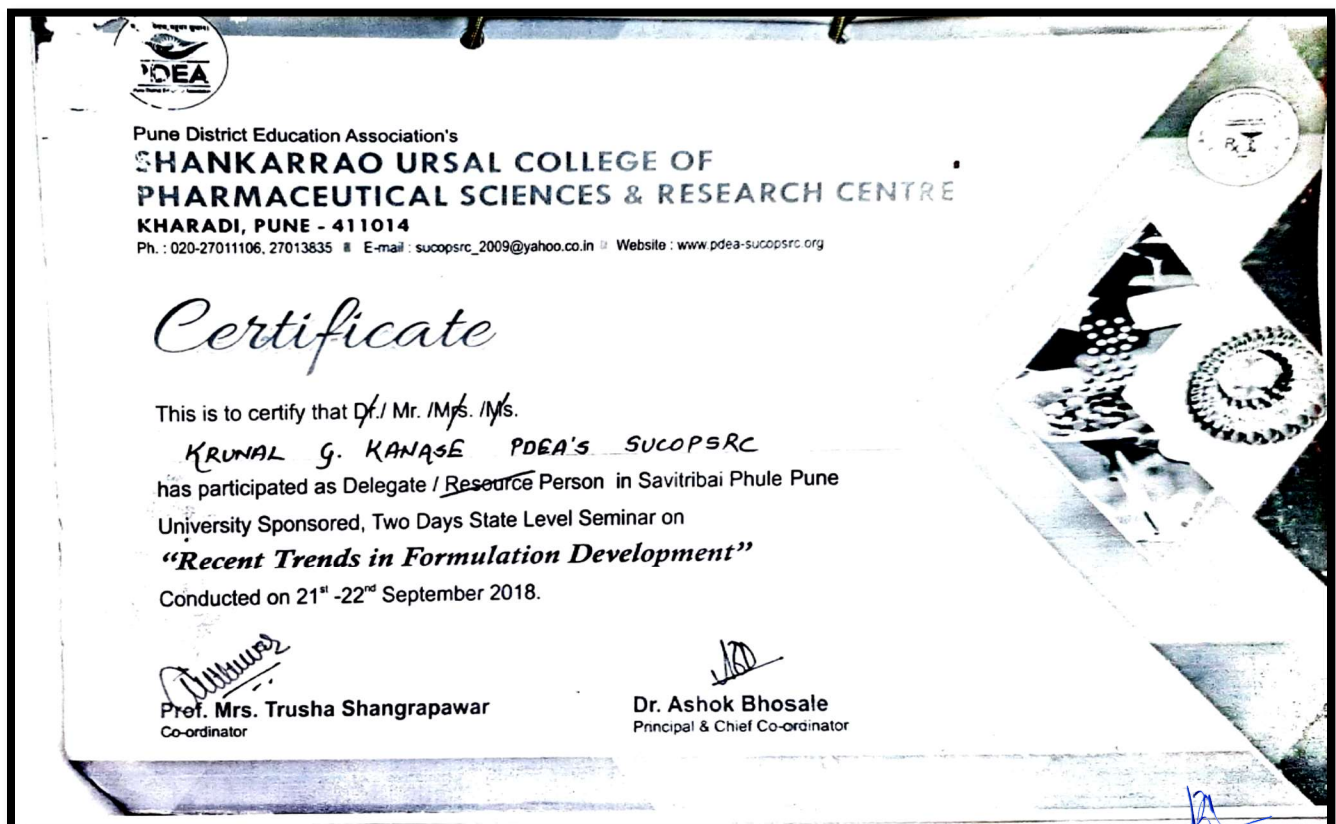 PDEA
Pune District Education Association's
SHANKARRAO URSAL COLLEGE OF
PHARMACEUTICAL SCIENCES & RESEARCH CENTRE
KHARADI, PUNE - 411014
Ph. : 020-27011106, 27013835 E-mail : sucopsrc_2009@yahoo.co.in Website : www.pdea-sucopsrc.org
Certificate
This is to certify that Dr./ Mr. /Mrs. /Ms.
KRUNAL G. KANASE PDEA'S SUCOPSRC
has participated as Delegate / Resource Person in Savitribai Phule Pune
University Sponsored, Two Days State Level Seminar on
“Recent Trends in Formulation Development”
Conducted on 21st -22nd September 2018.
Prof. Mrs. Trusha Shangrapawar
Co-ordinator
Dr. Ashok Bhosale
Principal & Chief Co-ordinator